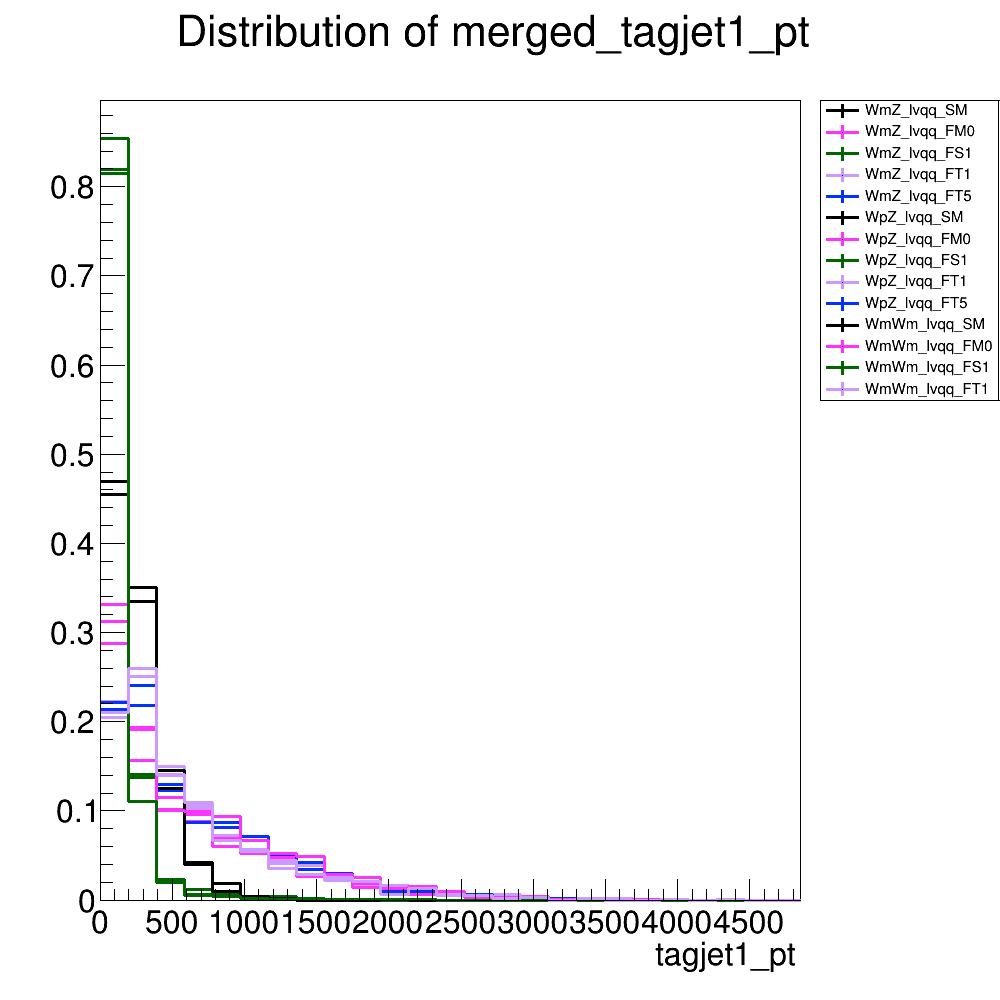 Distribution of merged_tagjet1_pt
WmZ_lvqq_SM
WmZ_lvqq_FM0
WmZ_lvqq_FS1
WmZ_lvqq_FT1
WmZ_lvqq_FT5
WpZ_lvqq_SM
WpZ_lvqq_FM0
WpZ_lvqq_FS1
WpZ_lvqq_FT1
WpZ_lvqq_FT5
WmWm_lvqq_SM
WmWm_lvqq_FM0
WmWm_lvqq_FS1
WmWm_lvqq_FT1
0.8
0.7
0.6
0.5
0.4
0.3
0.2
0.1
0
0 500 1000 1500 2000 2500 3000 3500 4000 4500
tagjet1_pt